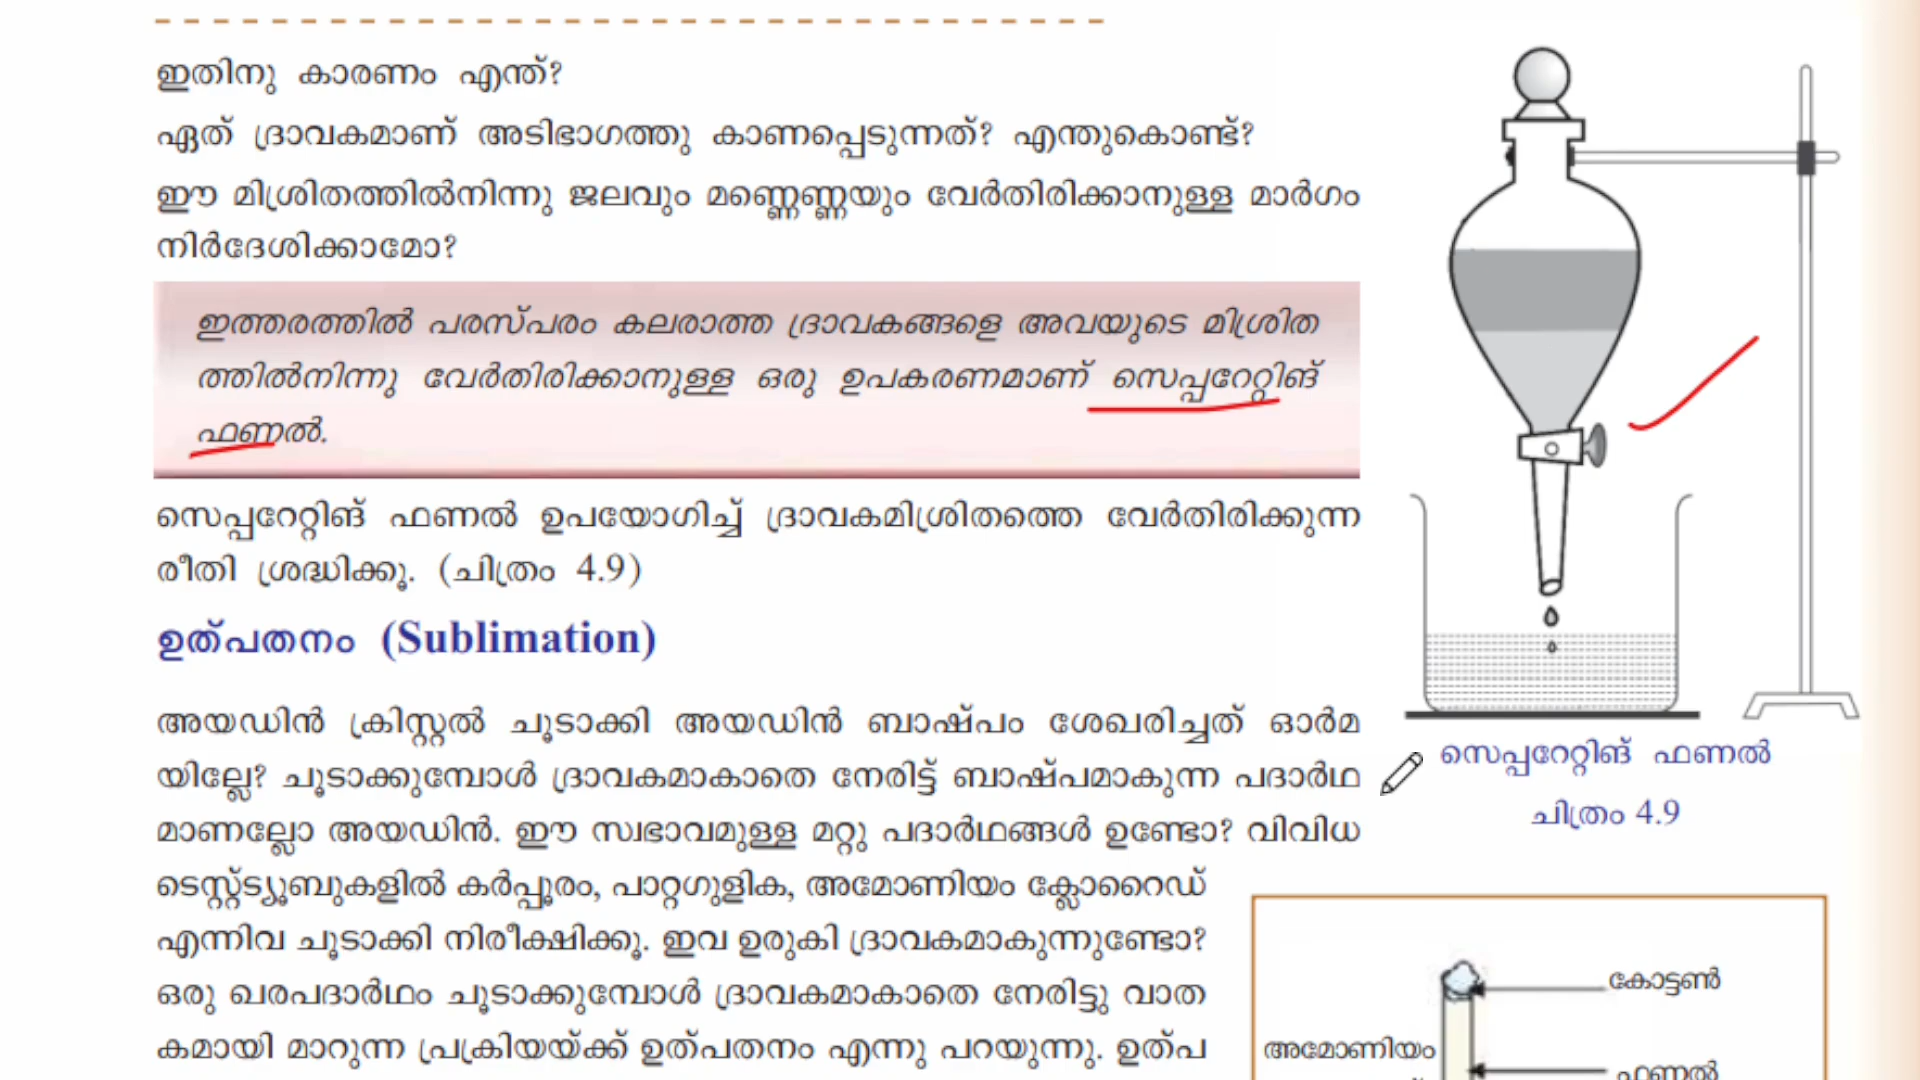 ഇതിനു കാരണം എന്ത്?
ഏത് ദ്രാവകമാണ് അടിഭാഗത്തു കാണപ്പെടുന്നത്? എന്തുകൊണ്ട്?
ഈ മിശ്രിതത്തിൽനിന്നു ജലവും മണ്ണെണ്ണയും വേർതിരിക്കാനുള്ള മാർഗം
നിർദേശിക്കാമോ?
ഇത്തരത്തിൽ പരസ്പരം കലരാത്ത ദ്രാവകങ്ങളെ അവയുടെ മിശ്രിത
ത്തിൽനിന്നു വേർതിരിക്കാനുള്ള ഒരു ഉപകരണമാണ് സെപ്പറേറ്റിങ്
ഫണൽ.
സെപ്പറേറ്റിങ് ഫണൽ ഉപയോഗിച്ച് ദ്രാവകമിശ്രിതത്തെ വേർതിരിക്കുന്ന
രീതി ശ്രദ്ധിക്കൂ. (ചിത്രം 4.9)
ഉത്പതനം (Sublimation)
അയഡിൻ ക്രിസ്റ്റൽ ചൂടാക്കി അയഡിൻ ബാഷ്പം ശേഖരിച്ചത് ഓർമ
യില്ലേ? ചൂടാക്കുമ്പോൾ ദ്രാവകമാകാതെ നേരിട്ട് ബാഷ്പമാകുന്ന പദാർഥ
മാണല്ലോ അയഡിൻ. ഈ സ്വഭാവമുള്ള മറ്റു പദാർഥങ്ങൾ ഉണ്ടോ? വിവിധ
ടെസ്റ്റ്ട്യൂബുകളിൽ കർപ്പൂരം, പാറ്റഗുളിക, അമോണിയം ക്ലോറൈഡ്
എന്നിവ ചൂടാക്കി നിരീക്ഷിക്കൂ. ഇവ ഉരുകി ദ്രാവകമാകുന്നുണ്ടോ?
ഒരു ഖരപദാർഥം ചൂടാക്കുമ്പോൾ ദ്രാവകമാകാതെ നേരിട്ടു വാത
കമായി മാറുന്ന പ്രക്രിയയ്ക്ക് ഉത്പതനം എന്നു പറയുന്നു. ഉത്പ
സെപ്പറേറ്റിങ് ഫണൽ
ചിത്രം 4.9
കോട്ടൺ
അമോണിയം
ഫണൽ